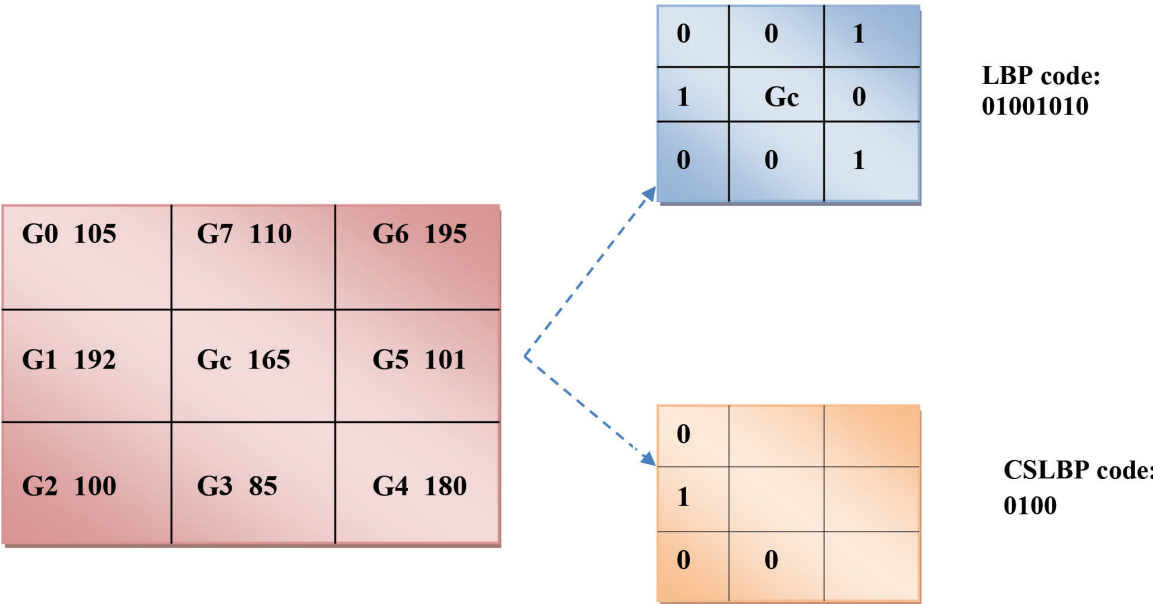 0 0 1
1 Gc 0
0 0 1
LBP code:
01001010
G0 105 G7 110 G6 195
G1 192 Gc 165 G5 101
G2 100 G3 85 G4 180
0
1
0 0
CSLBP code:
0100